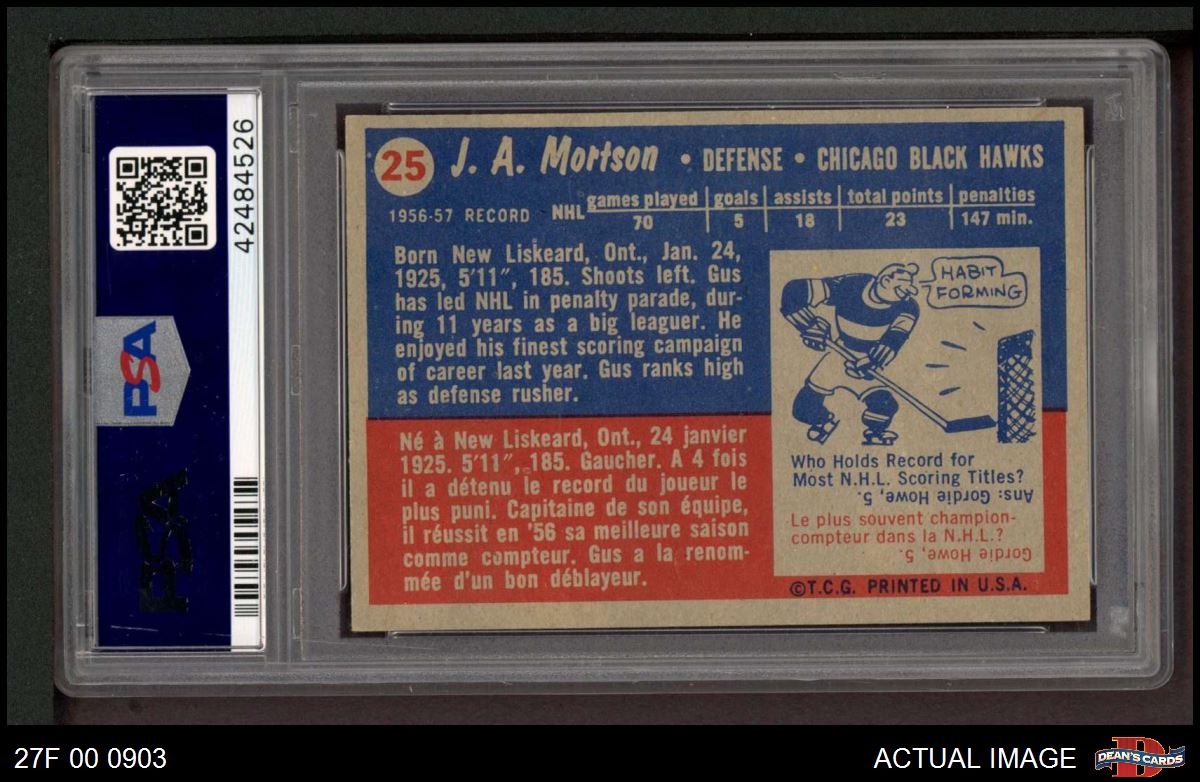 42484526
PSA
PSA
25 J. A. Mortson • DEFENSE • CHICAGO BLACK HAWKS
1956-57 RECORD NHL games played goals assists total points penalties
70 5 18 23 147 min.
Born New Liskeard, Ont., Jan. 24,
1925, 5'11", 185. Shoots left. Gus
has led NHL in penalty parade, dur-
ing 11 years as a big leaguer. He
enjoyed his finest scoring campaign
of career last year. Gus ranks high
as defense rusher.
Né à New Liskeard, Ont., 24 janvier
1925. 5'11", 185. Gaucher. A 4 fois
il a détenu le record du joueur le
plus puni. Capitaine de son équipe,
il réussit en '56 sa meilleure saison
comme compteur. Gus a la renom-
mée d'un bon déblayeur.
HABIT
FORMING
Who Holds Record for
Most N.H.L. Scoring Titles?
Ans: Gordie Howe, 5.
Le plus souvent champion-
compteur dans la N.H.L.?
Gordie Howe, 5.
©T.C.G. PRINTED IN U.S.A.
27F 00 0903
ACTUAL IMAGE
D
DEAN'S CARDS